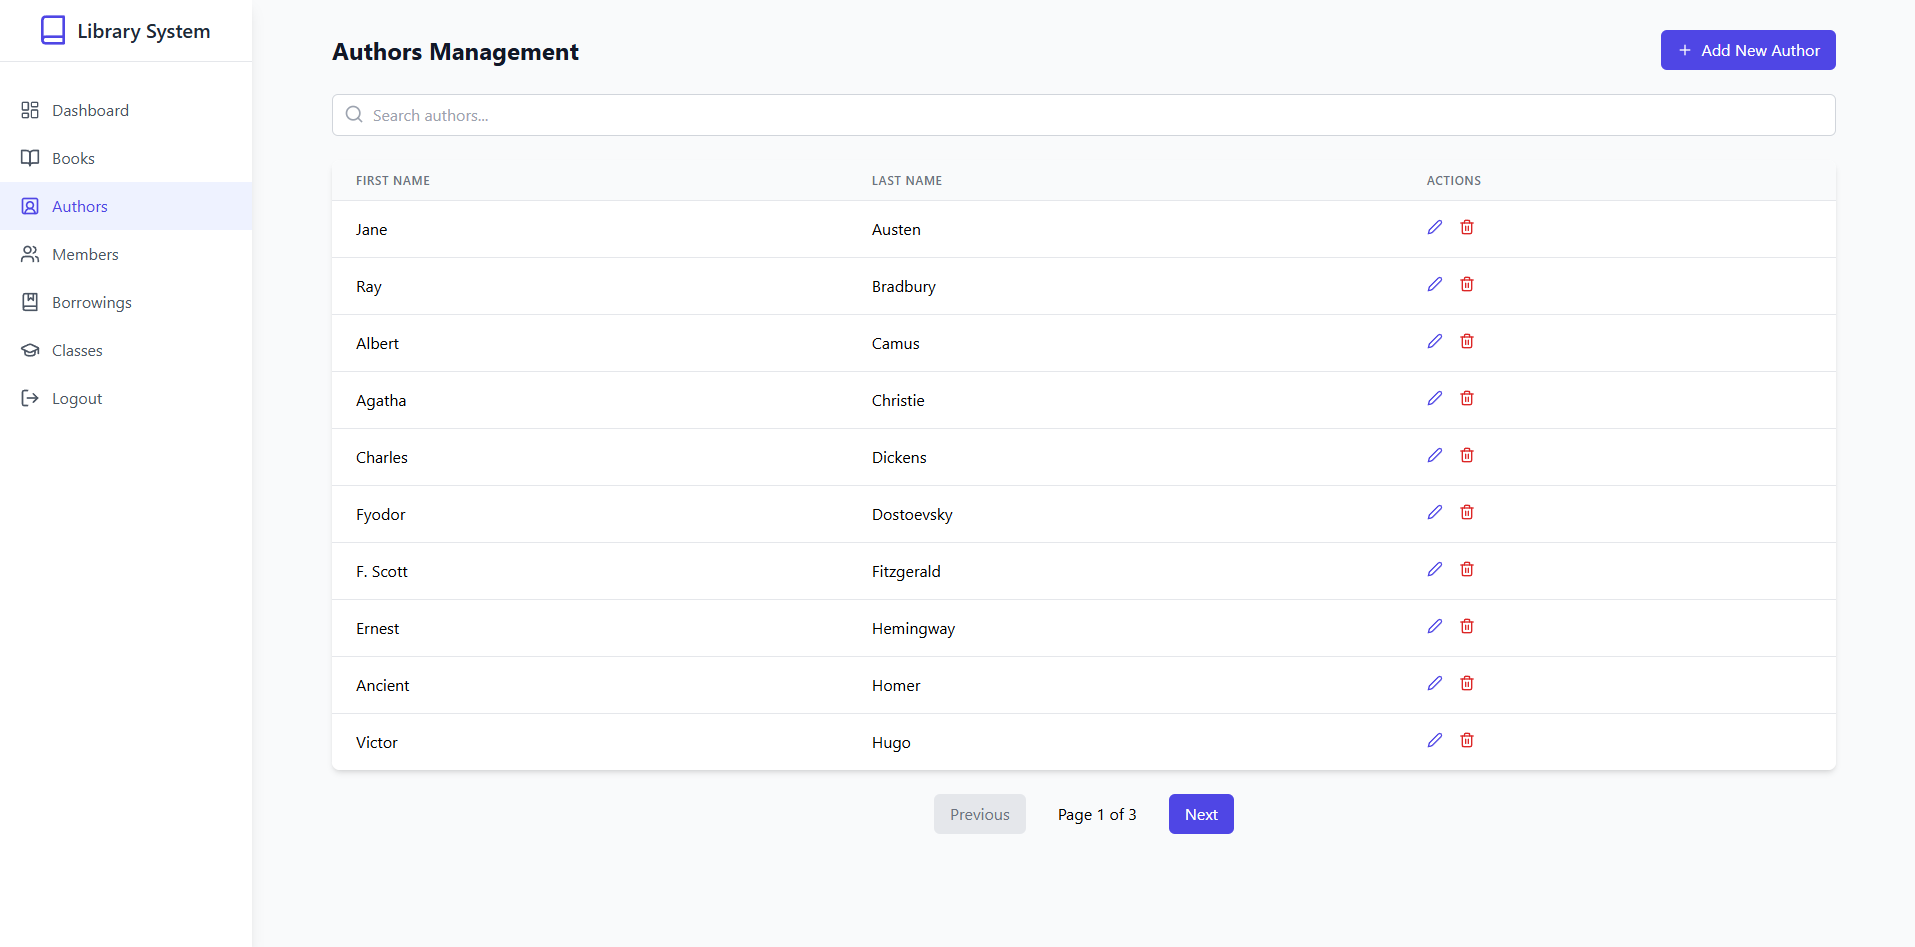 Library System
Dashboard
Books
Authors
Members
Borrowings
Classes
Logout
Authors Management
Add New Author
Search authors...
FIRST NAME LAST NAME ACTIONS
Jane Austen
Ray Bradbury
Albert Camus
Agatha Christie
Charles Dickens
Fyodor Dostoevsky
F. Scott Fitzgerald
Ernest Hemingway
Ancient Homer
Victor Hugo
Previous Page 1 of 3 Next